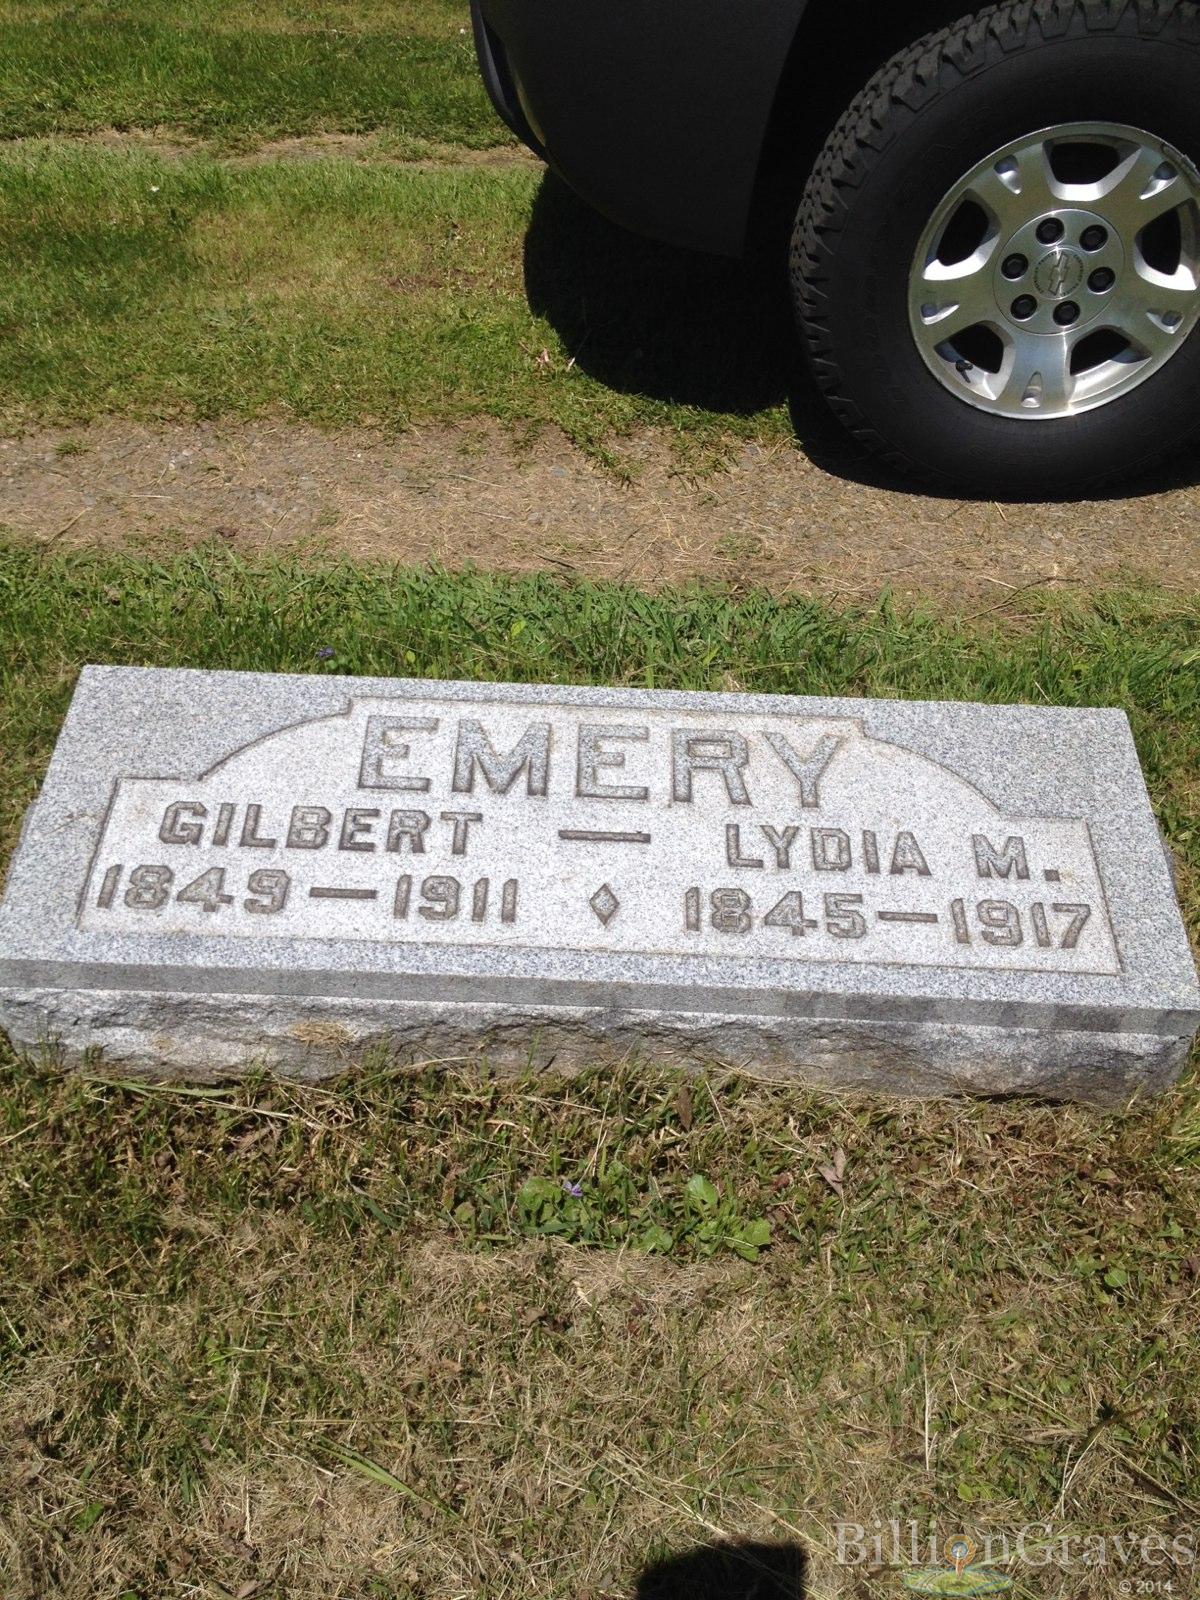 EMERY
GILBERT — LYDIA M.
1849—1911 ♦ 1845—1917
BillionGraves
© 2014